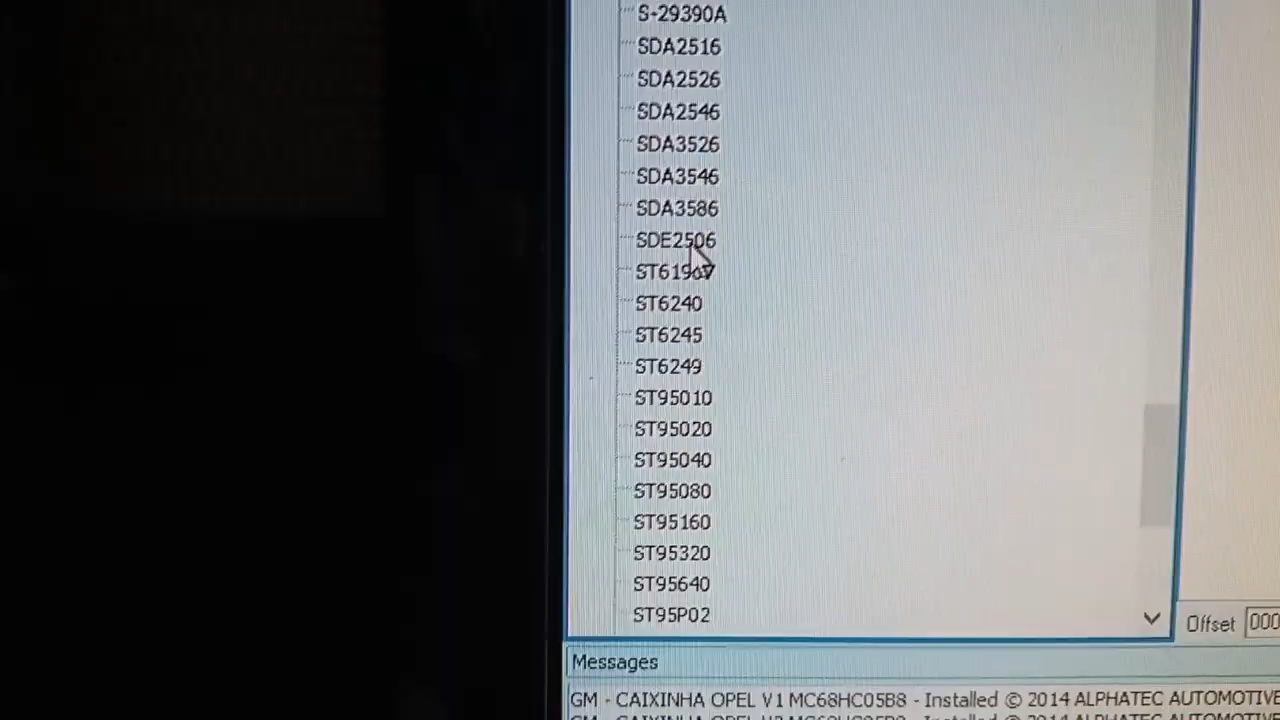 S-29390A
SDA2516
SDA2526
SDA2546
SDA3526
SDA3546
SDA3586
SDE2506
ST6240
ST6245
ST6249
ST95010
ST95020
ST95040
ST95080
ST95160
ST95320
ST95640
ST95P02
Offset 000
Messages
GM - CAIXINHA OPEL V1 MC68HC05B8 - Installed © 2014 ALPHATEC AUTOMOTIVE